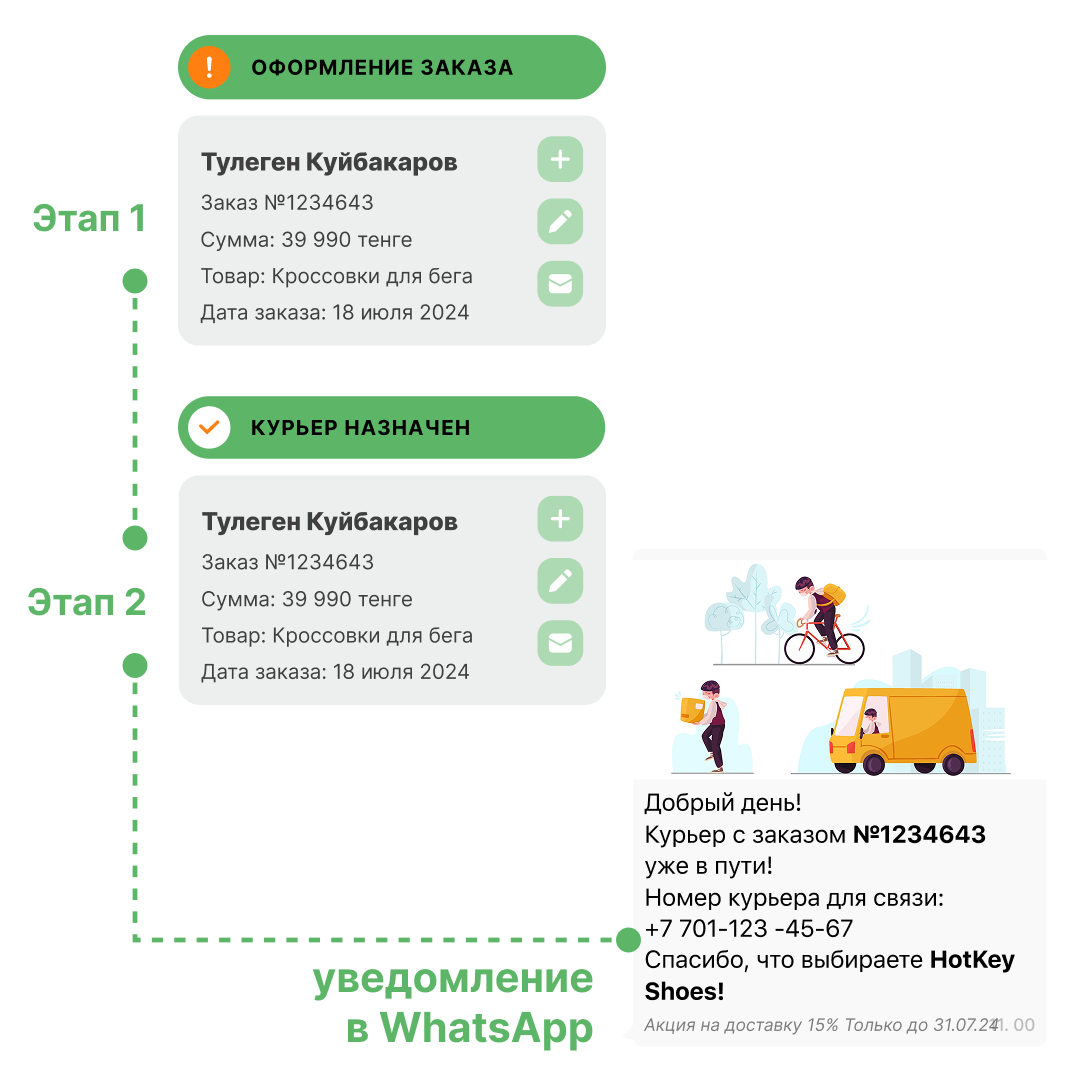 ОФОРМЛЕНИЕ ЗАКАЗА
Тулеген Куйбакаров
Заказ №1234643
Сумма: 39 990 тенге
Товар: Кроссовки для бега
Дата заказа: 18 июля 2024
Этап 1
КУРЬЕР НАЗНАЧЕН
Тулеген Куйбакаров
Заказ №1234643
Сумма: 39 990 тенге
Товар: Кроссовки для бега
Дата заказа: 18 июля 2024
Этап 2
Добрый день!
Курьер с заказом №1234643
уже в пути!
Номер курьера для связи:
+7 701-123 -45-67
Спасибо, что выбираете HotKey
Shoes!
Акция на доставку 15% Только до 31.07.24
уведомление
в WhatsApp